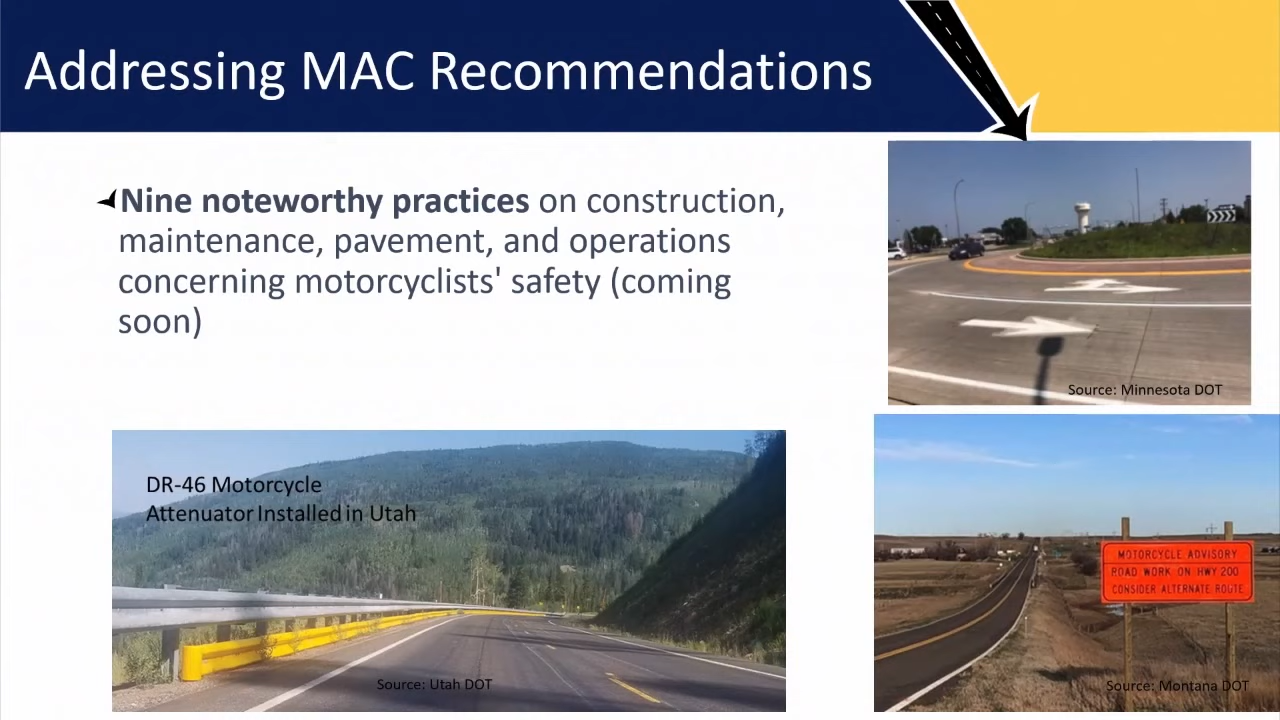 Addressing MAC Recommendations
Nine noteworthy practices on construction,
maintenance, pavement, and operations
concerning motorcyclists' safety (coming
soon)
Source: Minnesota DOT
DR-46 Motorcycle
Attenuator Installed in Utah
Source: Utah DOT
MOTORCYCLE ADVISORY
ROAD WORK ON HWY 200
CONSIDER ALTERNATE ROUTE
Source: Montana DOT